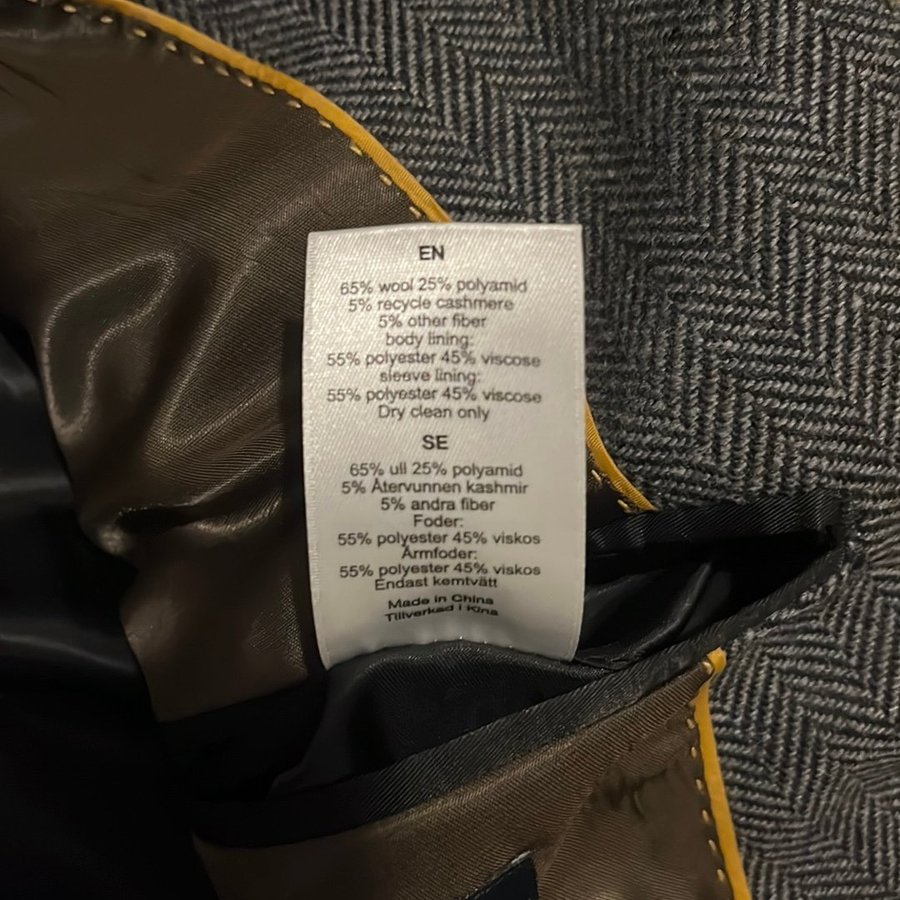 EN
65% wool 25% polyamid
5% recycle cashmere
5% other fiber
body lining:
55% polyester 45% viscose
sleeve lining:
55% polyester 45% viscose
Dry clean only
SE
65% ull 25% polyamid
5% Återvunnen kashmir
5% andra fiber
Foder:
55% polyester 45% viskos
Ärmfoder:
55% polyester 45% viskos
Endast kemtvätt
Made in China
Tillverkad i Kina